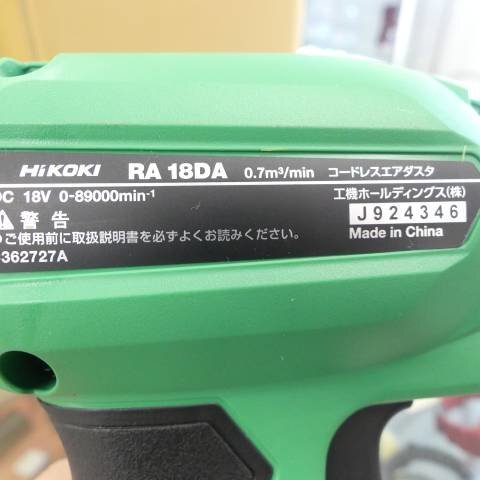 HiKOKI RA 18DA 0.7m³/min コードレスエアダスタ
DC 18V 0-89000min⁻¹ 工機ホールディングス(株)
警告 J924346
ご使用前に取扱説明書を必ずよくお読みください。 Made in China
362727A